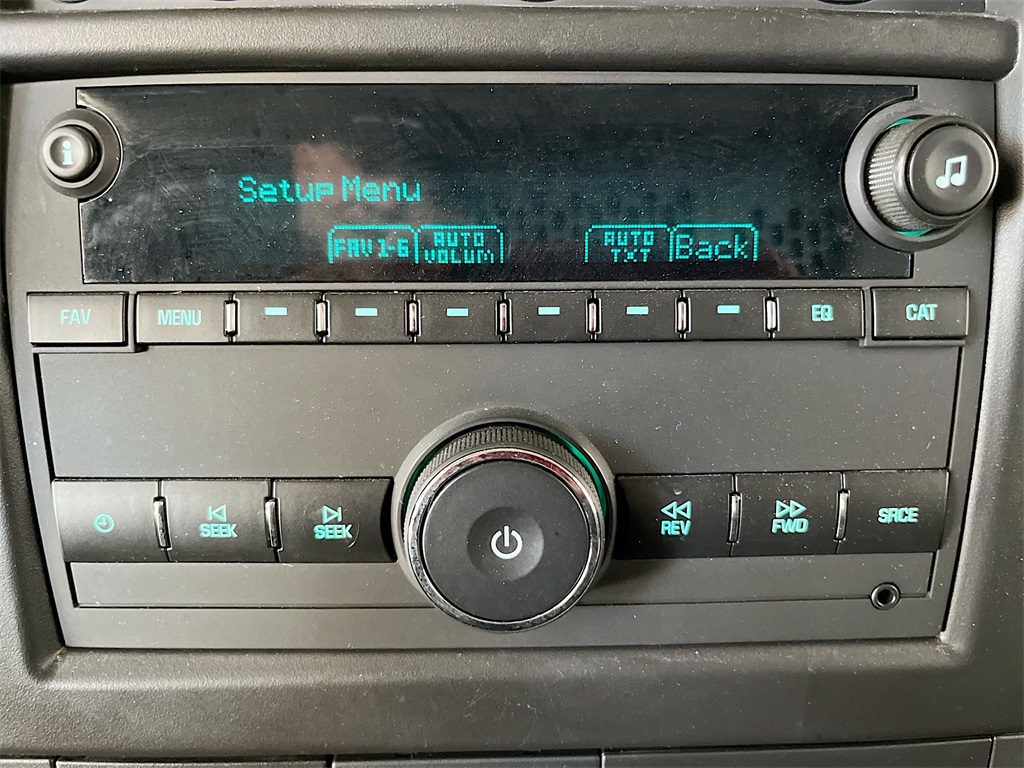 i
Setup Menu
FAV 1-6 AUTO VOLUM AUTO TXT Back
FAV MENU EQ CAT
SEEK SEEK REV FWD SRCE